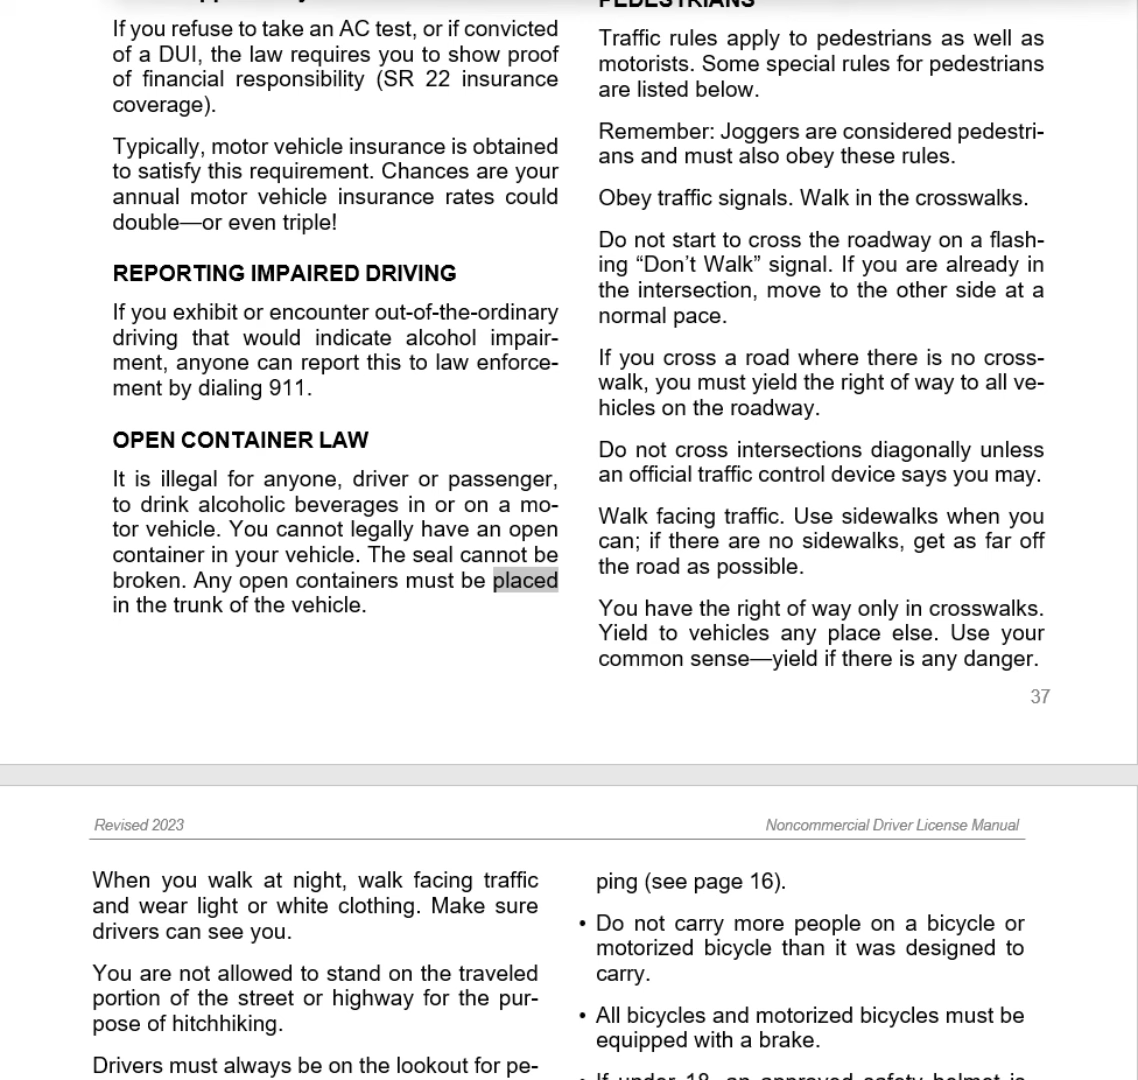 If you refuse to take an AC test, or if convicted
of a DUI, the law requires you to show proof
of financial responsibility (SR 22 insurance
coverage).
Typically, motor vehicle insurance is obtained
to satisfy this requirement. Chances are your
annual motor vehicle insurance rates could
double—or even triple!
REPORTING IMPAIRED DRIVING
If you exhibit or encounter out-of-the-ordinary
driving that would indicate alcohol impair-
ment, anyone can report this to law enforce-
ment by dialing 911.
OPEN CONTAINER LAW
It is illegal for anyone, driver or passenger,
to drink alcoholic beverages in or on a mo-
tor vehicle. You cannot legally have an open
container in your vehicle. The seal cannot be
broken. Any open containers must be placed
in the trunk of the vehicle.
PEDESTRIANS
Traffic rules apply to pedestrians as well as
motorists. Some special rules for pedestrians
are listed below.
Remember: Joggers are considered pedestri-
ans and must also obey these rules.
Obey traffic signals. Walk in the crosswalks.
Do not start to cross the roadway on a flash-
ing “Don’t Walk” signal. If you are already in
the intersection, move to the other side at a
normal pace.
If you cross a road where there is no cross-
walk, you must yield the right of way to all ve-
hicles on the roadway.
Do not cross intersections diagonally unless
an official traffic control device says you may.
Walk facing traffic. Use sidewalks when you
can; if there are no sidewalks, get as far off
the road as possible.
You have the right of way only in crosswalks.
Yield to vehicles any place else. Use your
common sense—yield if there is any danger.
37
Revised 2023
Noncommercial Driver License Manual
When you walk at night, walk facing traffic
and wear light or white clothing. Make sure
drivers can see you.
You are not allowed to stand on the traveled
portion of the street or highway for the pur-
pose of hitchhiking.
Drivers must always be on the lookout for pe-
ping (see page 16).
• Do not carry more people on a bicycle or
motorized bicycle than it was designed to
carry.
• All bicycles and motorized bicycles must be
equipped with a brake.
• If under 18, an approved safety helmet is